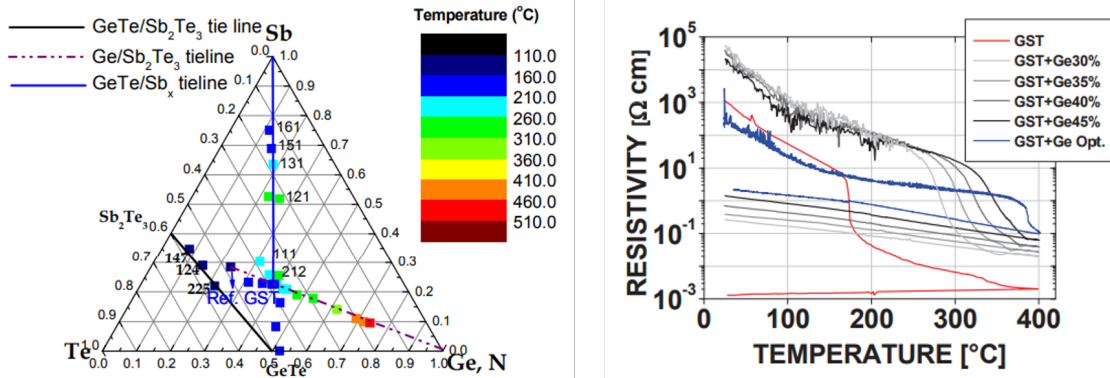 GeTe/Sb2Te3 tie line
Ge/Sb2Te3 tieline
GeTe/Sbx tieline
Sb
0.0
1.0
0.1
0.9
0.2
0.8
0.3
0.7
0.4
0.6
0.5
0.5
Sb2Te3
0.6
0.4
0.7
0.3
0.8
0.2
0.9
0.1
1.0
0.0
161
151
131
121
111
212
147
124
225
Ref. GST
Te
Ge, N
0.0 0.1 0.2 0.3 0.4 0.5 0.6 0.7 0.8 0.9 1.0
GeTe
Temperature (°C)
110.0
160.0
210.0
260.0
310.0
360.0
410.0
460.0
510.0
RESISTIVITY [Ω cm]
10^5
10^3
10^1
10^-1
10^-3
0 100 200 300 400
TEMPERATURE [°C]
GST
GST+Ge30%
GST+Ge35%
GST+Ge40%
GST+Ge45%
GST+Ge Opt.